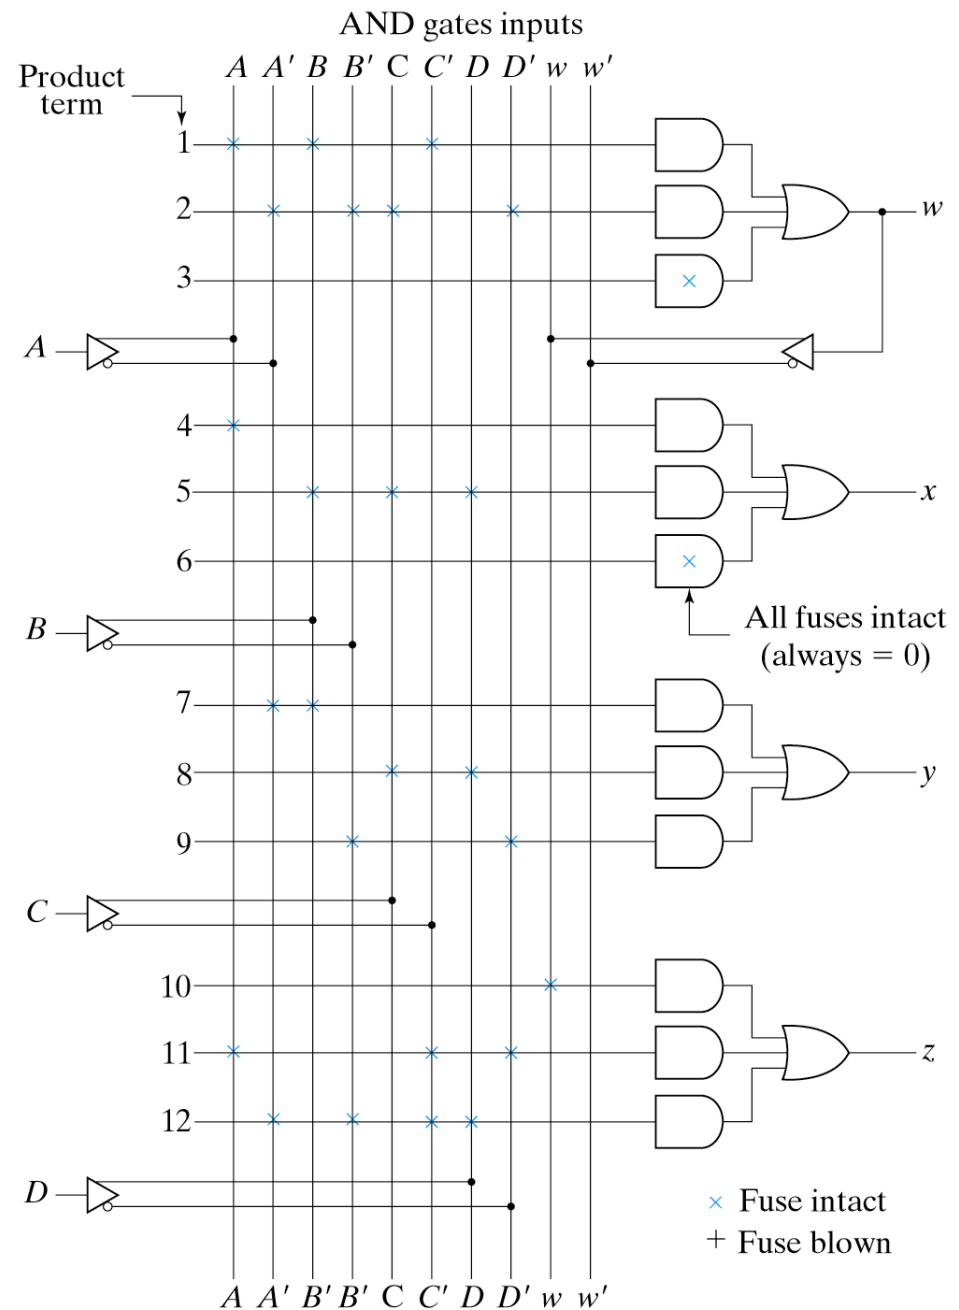 AND gates inputs
A A' B B' C C' D D' w w'
Product
term
1
2
w
3
A
4
5
x
6
B
All fuses intact
(always = 0)
7
8
y
9
C
10
11
z
12
D
× Fuse intact
+ Fuse blown
A A' B' B' C C' D D' w w'